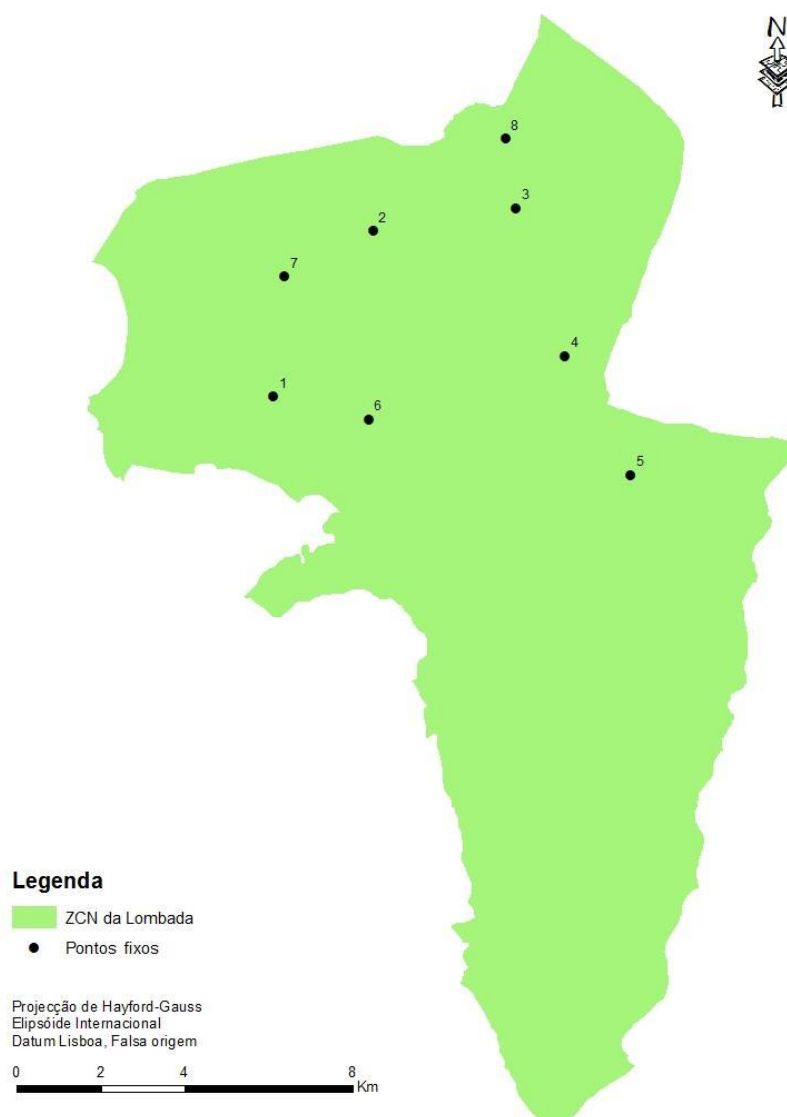 N
8
3
2
7
4
1
6
5
Legenda
ZCN da Lombada
Pontos fixos
Projecção de Hayford-Gauss
Elipsóide Internacional
Datum Lisboa, Falsa origem
0 2 4 8
Km